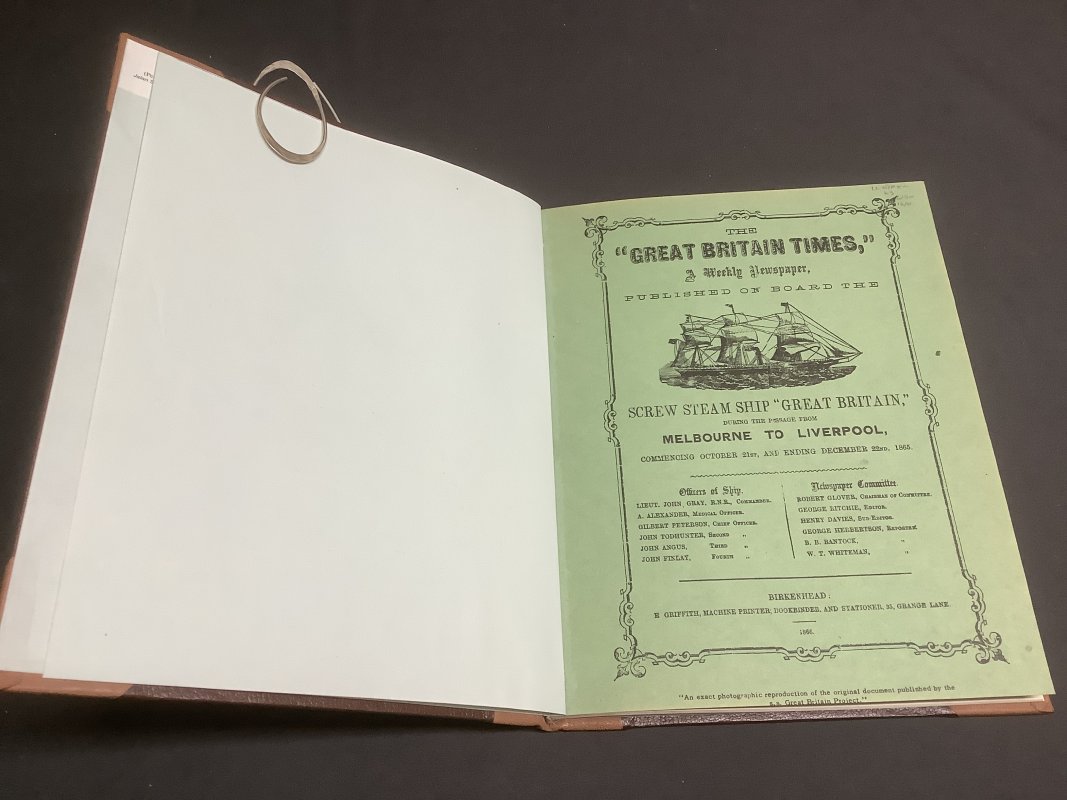 THE
"GREAT BRITAIN TIMES,"
A Weekly Newspaper,
PUBLISHED ON BOARD THE
SCREW STEAM SHIP "GREAT BRITAIN,"
DURING THE PASSAGE FROM
MELBOURNE TO LIVERPOOL,
COMMENCING OCTOBER 21ST, AND ENDING DECEMBER 22ND, 1865.
Officers of Ship.
LIEUT. JOHN GRAY, R.N.R., COMMANDER.
A. ALEXANDER, MEDICAL OFFICER.
GILBERT PETERSON, CHIEF OFFICER.
JOHN TODHUNTER, SECOND "
JOHN ANGUS, THIRD "
JOHN FINLAY, FOURTH "
Newspaper Committee.
ROBERT GLOVER, CHAIRMAN OF COMMITTEE.
GEORGE RITCHIE, EDITOR.
HENRY DAVIES, SUB-EDITOR.
GEORGE HERBERTSON, REPORTER
B. B. BANTOCK, "
W. T. WHITEMAN, "
BIRKENHEAD:
E GRIFFITH, MACHINE PRINTER, BOOKBINDER, AND STATIONER, 35, GRANGE LANE.
1866.
"An exact photographic reproduction of the original document published by the
s.s. Great Britain Project."